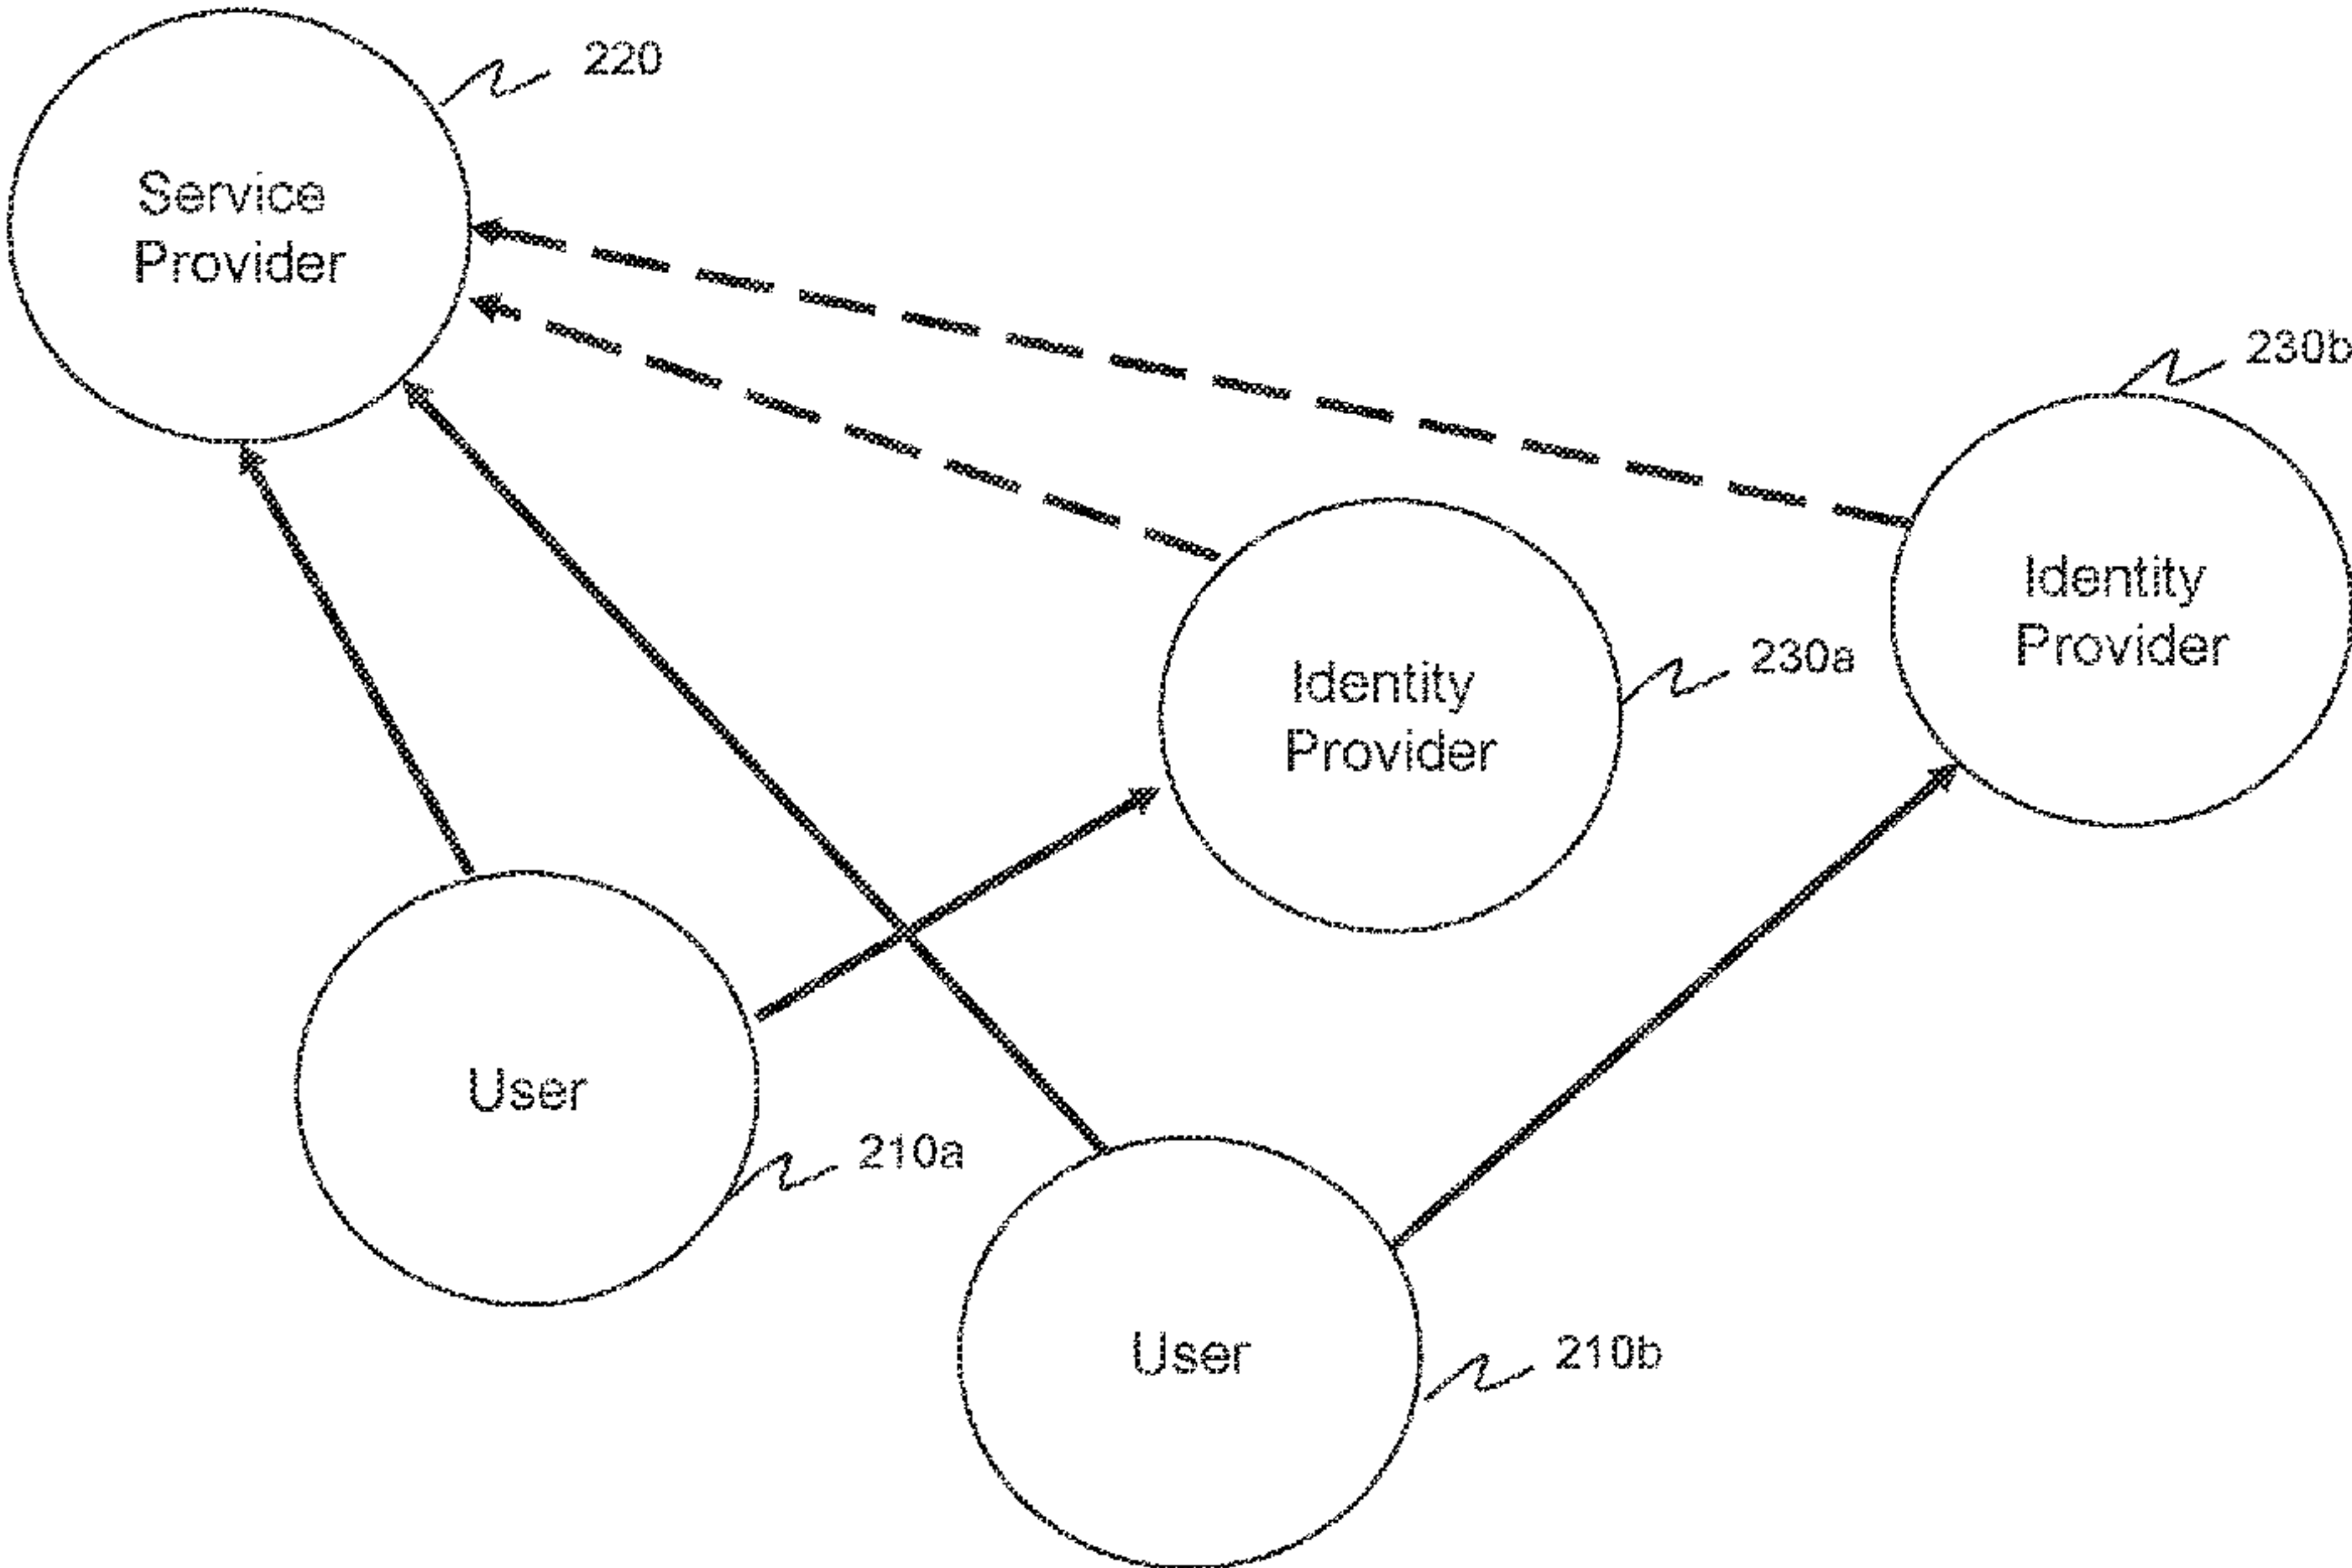 220
Service
Provider
230b
Identity
Provider
230a
Identity
Provider
User
210a
User
210b